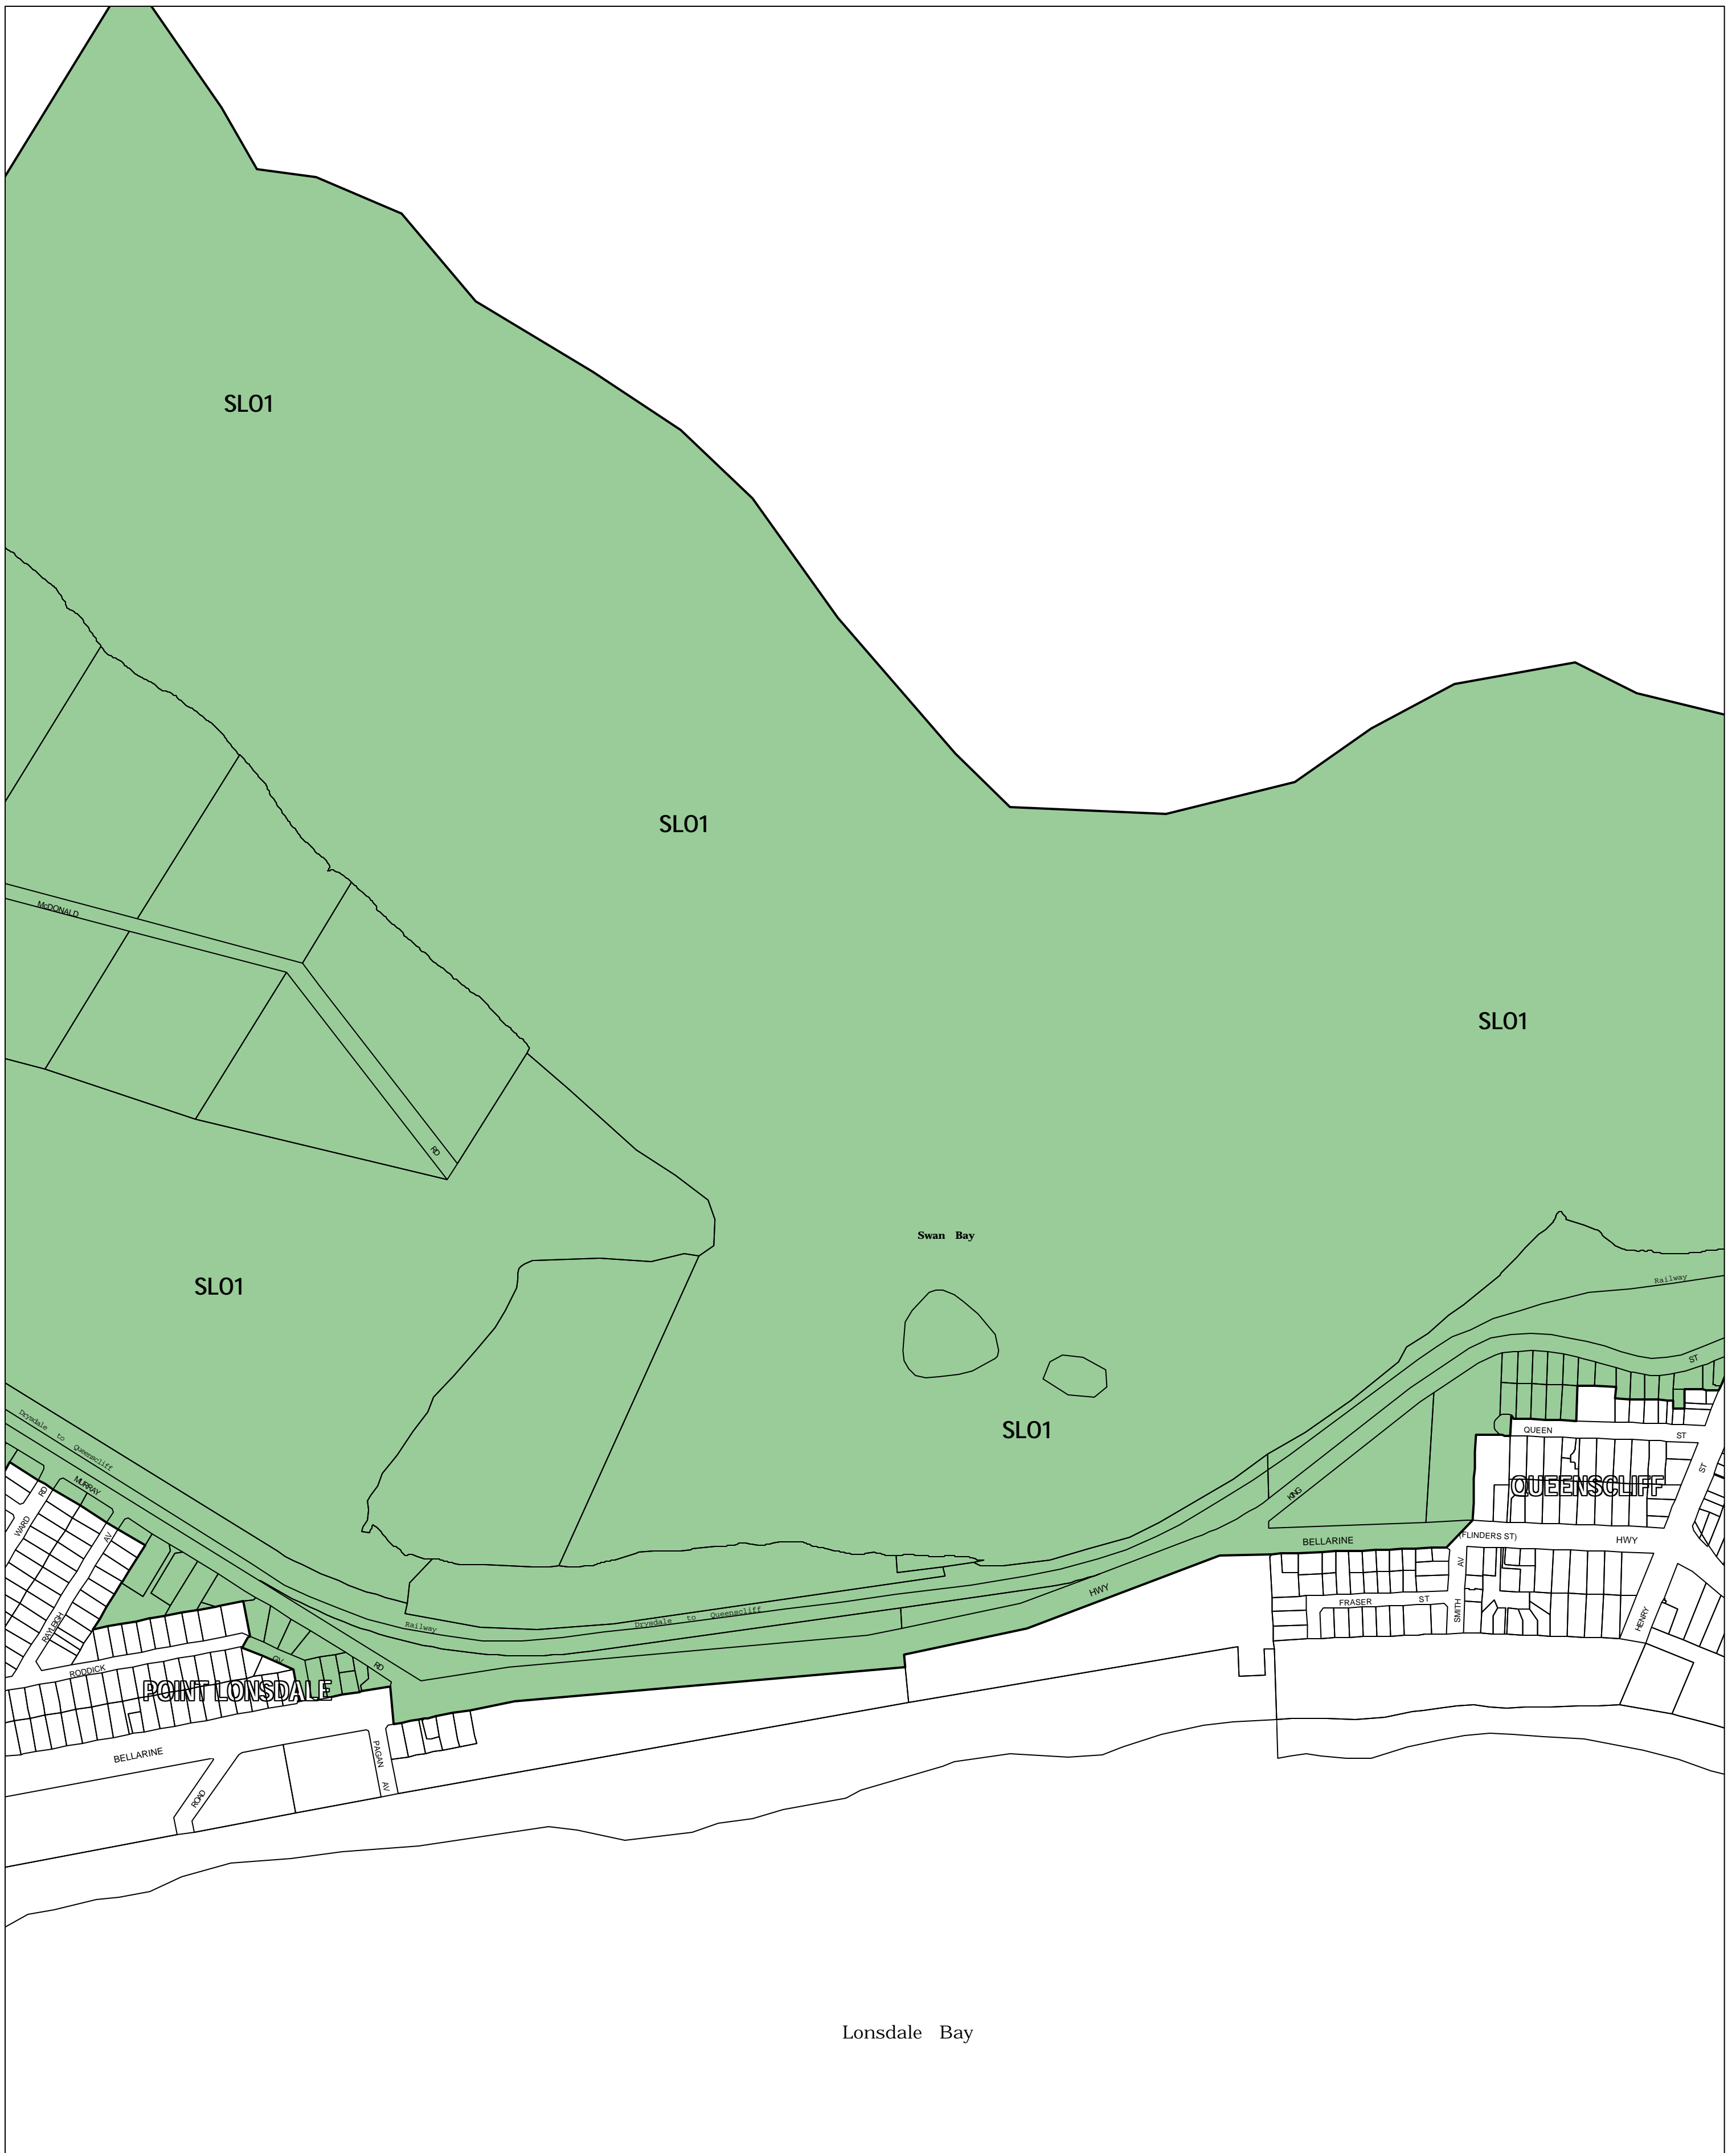 SLO1
SLO1
McDONALD
SLO1
RD
Swan Bay
SLO1
Railway
ST
Drysdale to Queenscliff
SLO1
QUEEN ST
ST
MURRAY
QUEENSCLIFF
RD
KING
WARD
AV
BELLARINE
(FLINDERS ST)
HWY
AV
HWY
FRASER ST
SMITH
HENRY
Drysdale to Queenscliff
Railway
RAYLEIGH
RD
RODDICK
POINT LONSDALE
BELLARINE
PAGAN AV
ROAD
Lonsdale Bay